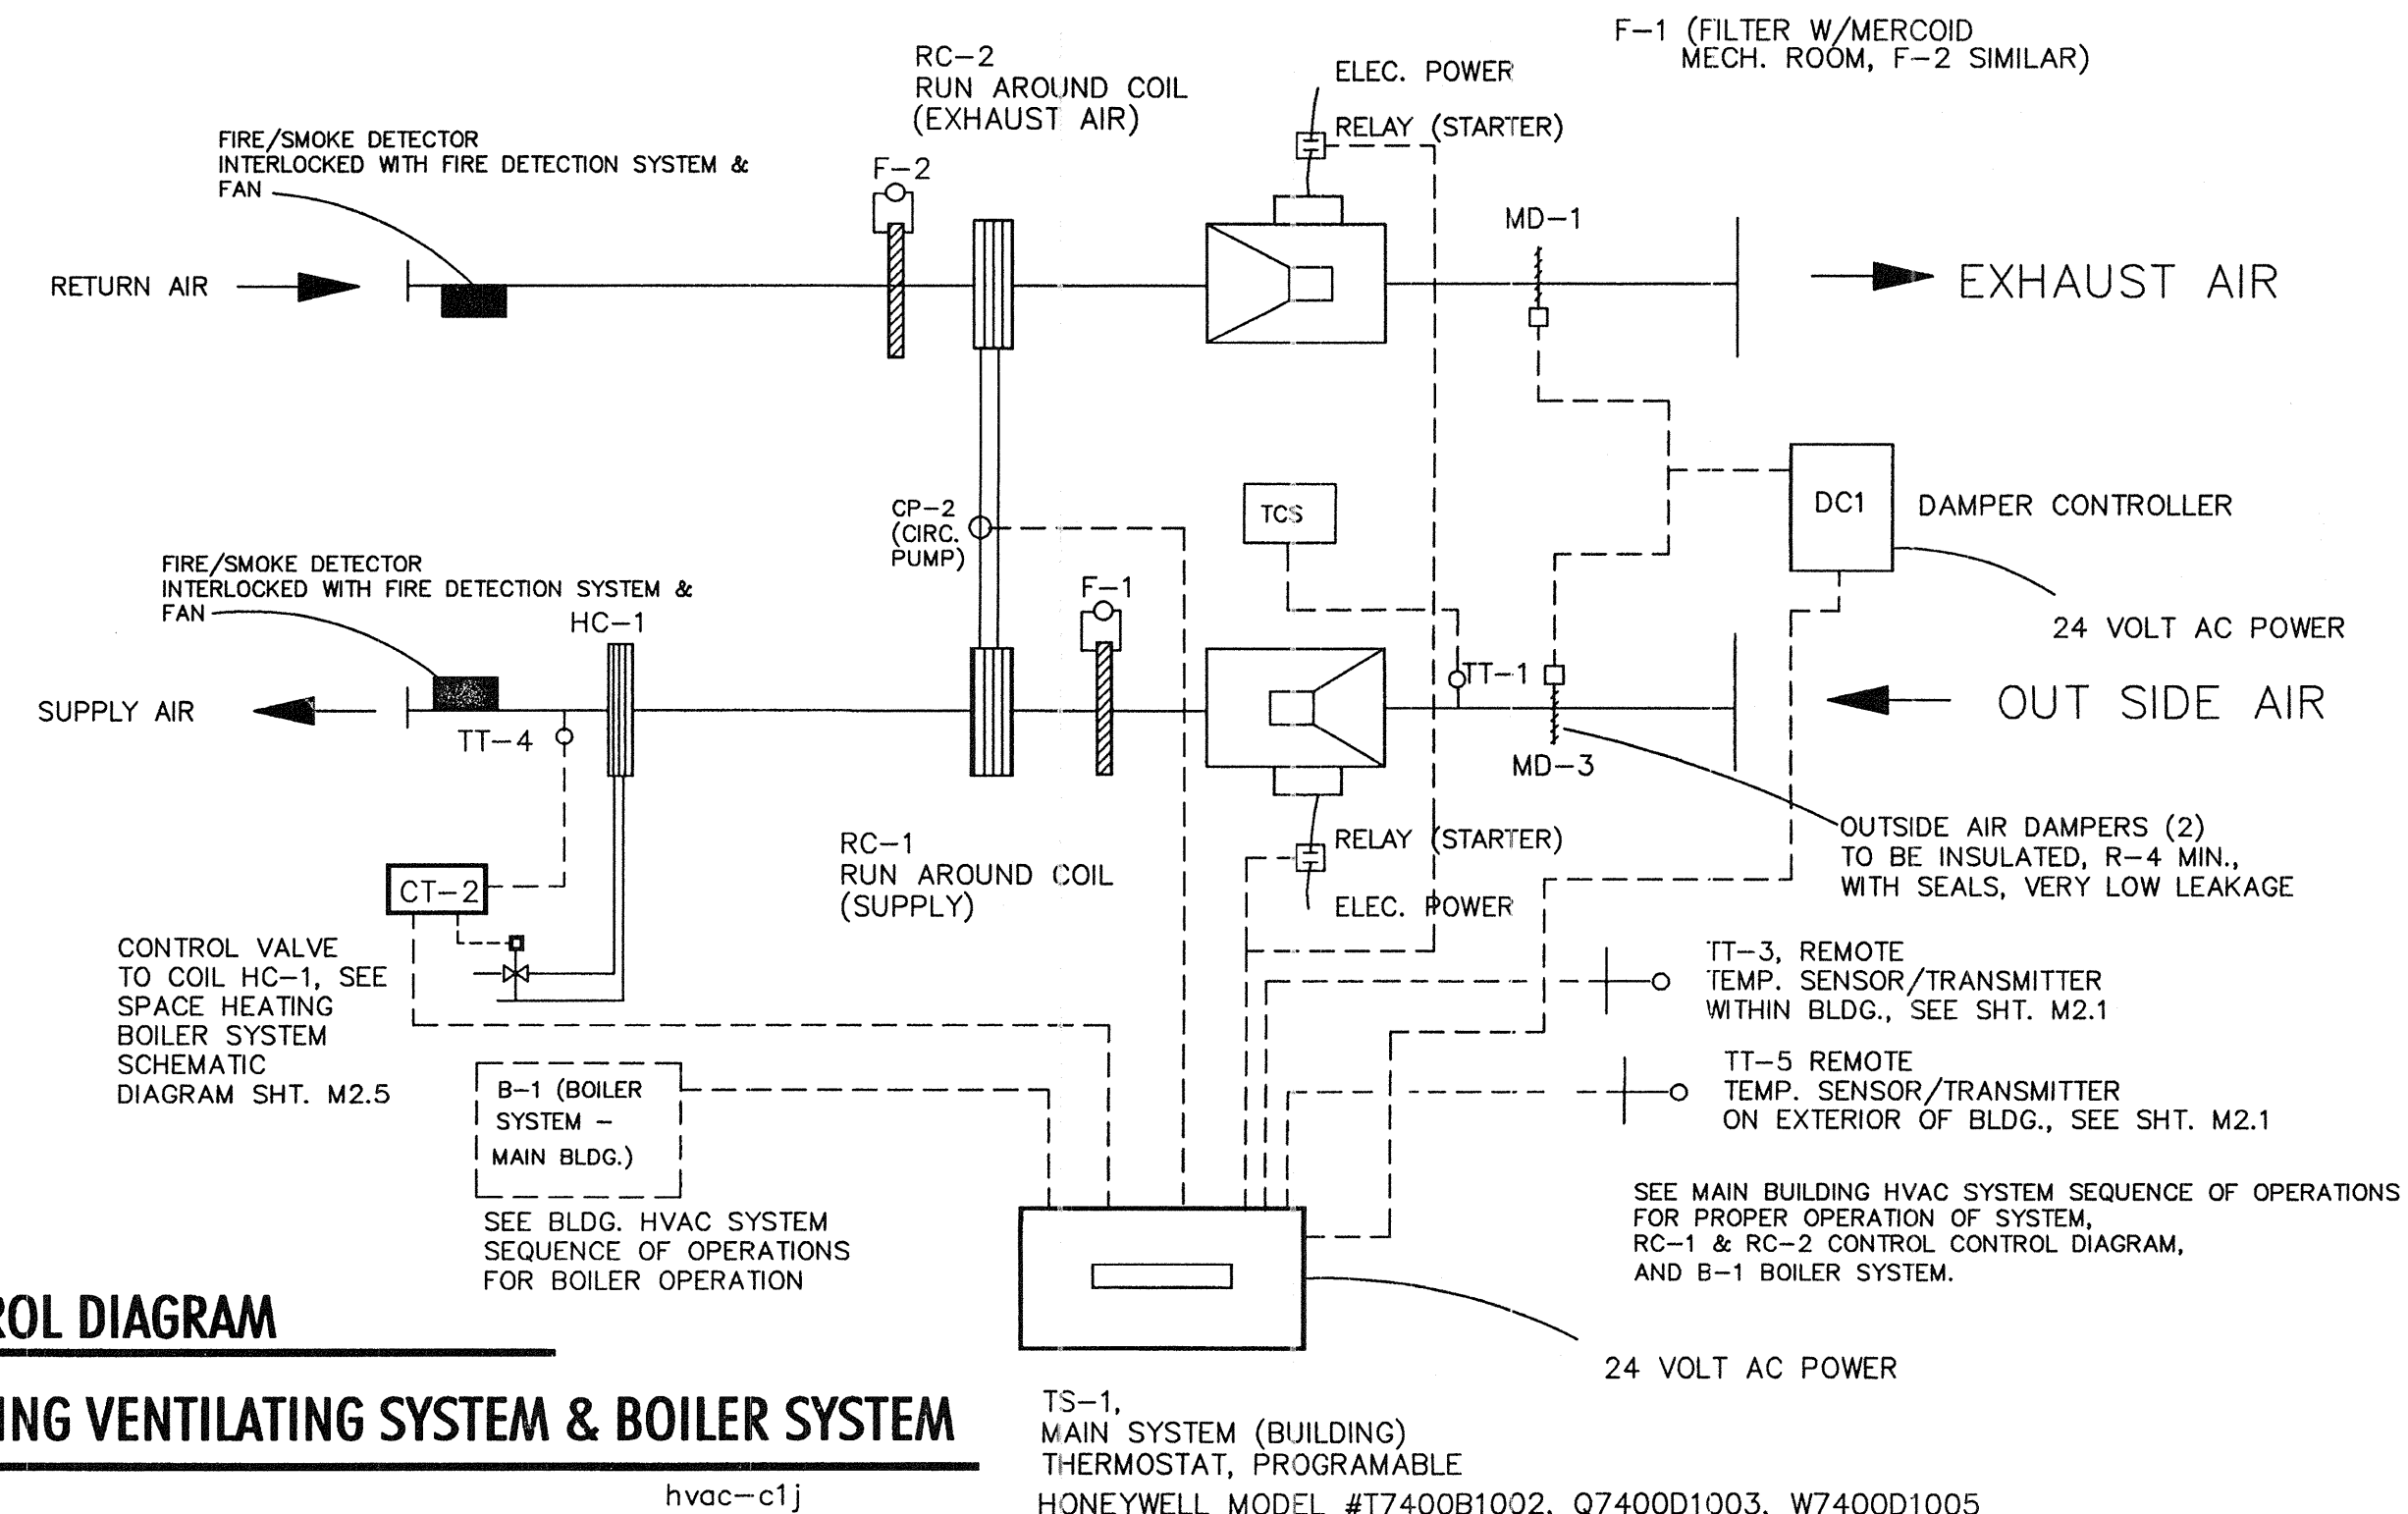 F-1 (FILTER W/MERCOID
MECH. ROOM, F-2 SIMILAR)
RC-2
RUN AROUND COIL
(EXHAUST AIR)
ELEC. POWER
RELAY (STARTER)
FIRE/SMOKE DETECTOR
INTERLOCKED WITH FIRE DETECTION SYSTEM &
FAN
F-2
MD-1
RETURN AIR
EXHAUST AIR
CP-2
(CIRC.
PUMP)
TCS
DC1
DAMPER CONTROLLER
FIRE/SMOKE DETECTOR
INTERLOCKED WITH FIRE DETECTION SYSTEM &
FAN
HC-1
F-1
24 VOLT AC POWER
TT-1
SUPPLY AIR
TT-4
OUT SIDE AIR
MD-3
RC-1
RUN AROUND COIL
(SUPPLY)
RELAY (STARTER)
ELEC. POWER
OUTSIDE AIR DAMPERS (2)
TO BE INSULATED, R-4 MIN.,
WITH SEALS, VERY LOW LEAKAGE
CT-2
CONTROL VALVE
TO COIL HC-1, SEE
SPACE HEATING
BOILER SYSTEM
SCHEMATIC
DIAGRAM SHT. M2.5
TT-3, REMOTE
TEMP. SENSOR/TRANSMITTER
WITHIN BLDG., SEE SHT. M2.1
TT-5 REMOTE
TEMP. SENSOR/TRANSMITTER
ON EXTERIOR OF BLDG., SEE SHT. M2.1
B-1 (BOILER
SYSTEM -
MAIN BLDG.)
SEE BLDG. HVAC SYSTEM
SEQUENCE OF OPERATIONS
FOR BOILER OPERATION
SEE MAIN BUILDING HVAC SYSTEM SEQUENCE OF OPERATIONS
FOR PROPER OPERATION OF SYSTEM,
RC-1 & RC-2 CONTROL CONTROL DIAGRAM,
AND B-1 BOILER SYSTEM.
24 VOLT AC POWER
ROL DIAGRAM
ING VENTILATING SYSTEM & BOILER SYSTEM
hvac-c1j
TS-1,
MAIN SYSTEM (BUILDING)
THERMOSTAT, PROGRAMABLE
HONEYWELL MODEL #T7400B1002, Q7400D1003, W7400D1005